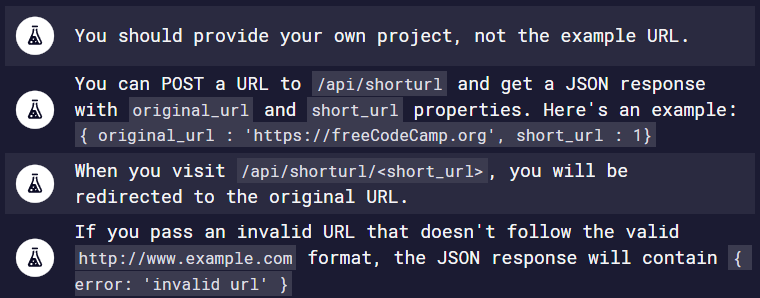 You should provide your own project, not the example URL.
You can POST a URL to /api/shorturl and get a JSON response
with original_url and short_url properties. Here's an example:
{ original_url : 'https://freeCodeCamp.org', short_url : 1}
When you visit /api/shorturl/<short_url>, you will be
redirected to the original URL.
If you pass an invalid URL that doesn't follow the valid
http://www.example.com format, the JSON response will contain {
error: 'invalid url' }